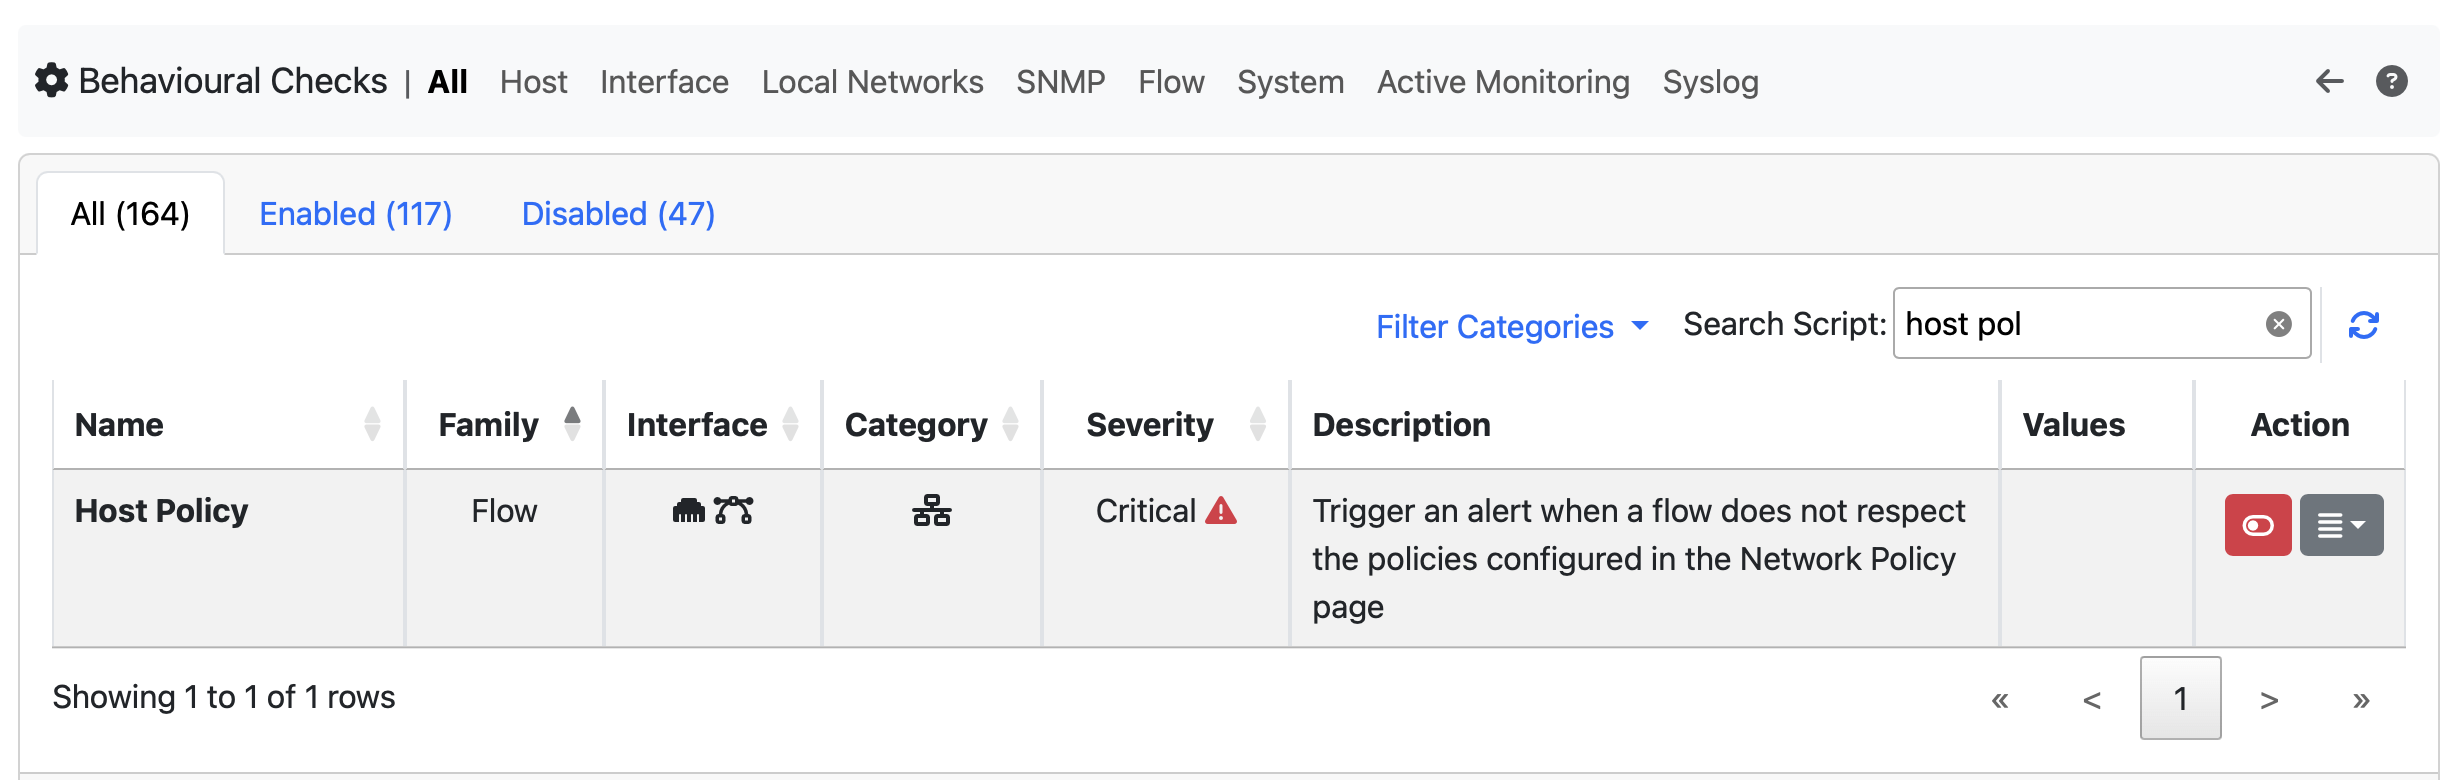 Behavioural Checks | All Host Interface Local Networks SNMP Flow System Active Monitoring Syslog
All (164) Enabled (117) Disabled (47)
Filter Categories Search Script: host pol
Name Family Interface Category Severity Description Values Action
Host Policy Flow Critical Trigger an alert when a flow does not respect
the policies configured in the Network Policy
page
Showing 1 to 1 of 1 rows « < 1 > »